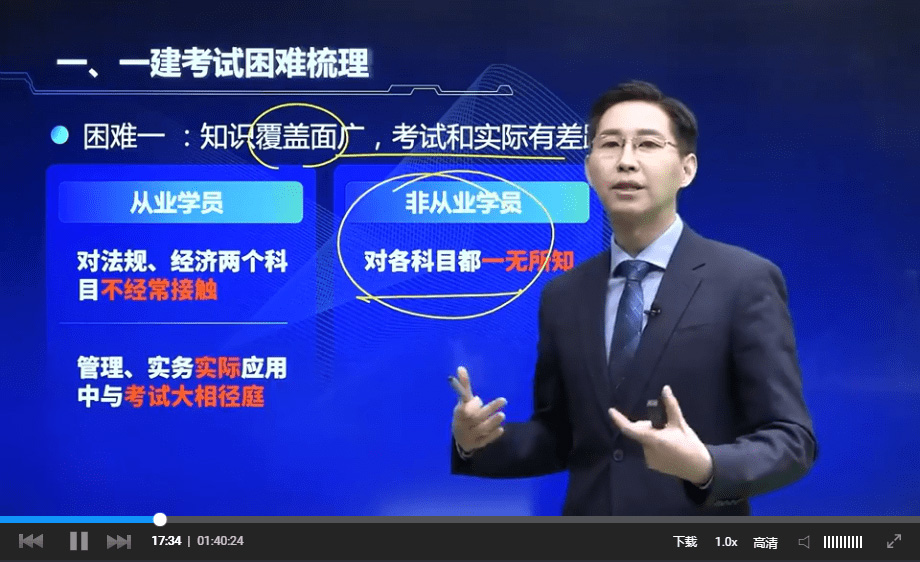 一、一建考试困难梳理
困难一 ：知识覆盖面广，考试和实际有差
从业学员
非从业学员
对法规、经济两个科
目不经常接触
对各科目都一无所知
管理、实务实际应用
中与考试大相径庭
17:34 | 01:40:24
下载 1.0x 高清